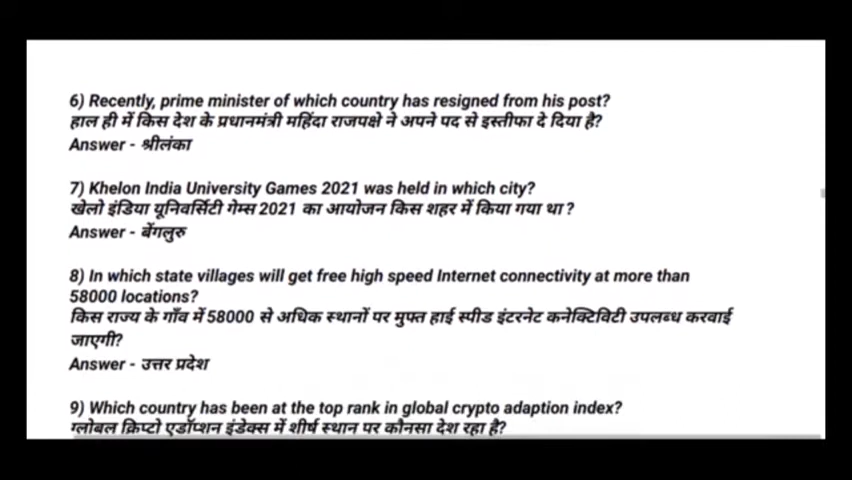 6) Recently, prime minister of which country has resigned from his post?
हाल ही में किस देश के प्रधानमंत्री महिंदा राजपक्षे ने अपने पद से इस्तीफा दे दिया है?
Answer - श्रीलंका
7) Khelon India University Games 2021 was held in which city?
खेलो इंडिया यूनिवर्सिटी गेम्स 2021 का आयोजन किस शहर में किया गया था ?
Answer - बेंगलुरु
8) In which state villages will get free high speed Internet connectivity at more than
58000 locations?
किस राज्य के गाँव में 58000 से अधिक स्थानों पर मुफ्त हाई स्पीड इंटरनेट कनेक्टिविटी उपलब्ध करवाई
जाएगी?
Answer - उत्तर प्रदेश
9) Which country has been at the top rank in global crypto adaption index?
ग्लोबल क्रिप्टो एडॉप्शन इंडेक्स में शीर्ष स्थान पर कौनसा देश रहा है?